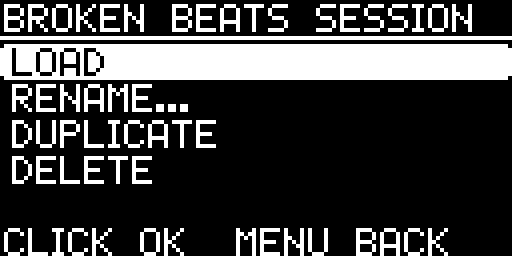 BROKEN BEATS SESSION
LOAD
RENAME...
DUPLICATE
DELETE
CLICK OK  MENU BACK